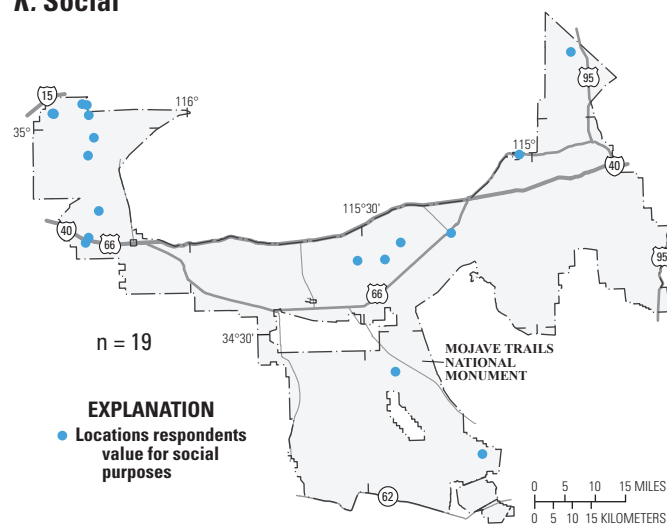 X. Social
15
95
116°
35°
115°
40
115°30'
40
66
95
66
34°30'
n = 19
MOJAVE TRAILS
NATIONAL
MONUMENT
EXPLANATION
Locations respondents
value for social
purposes
62
0 5 10 15 MILES
0 5 10 15 KILOMETERS